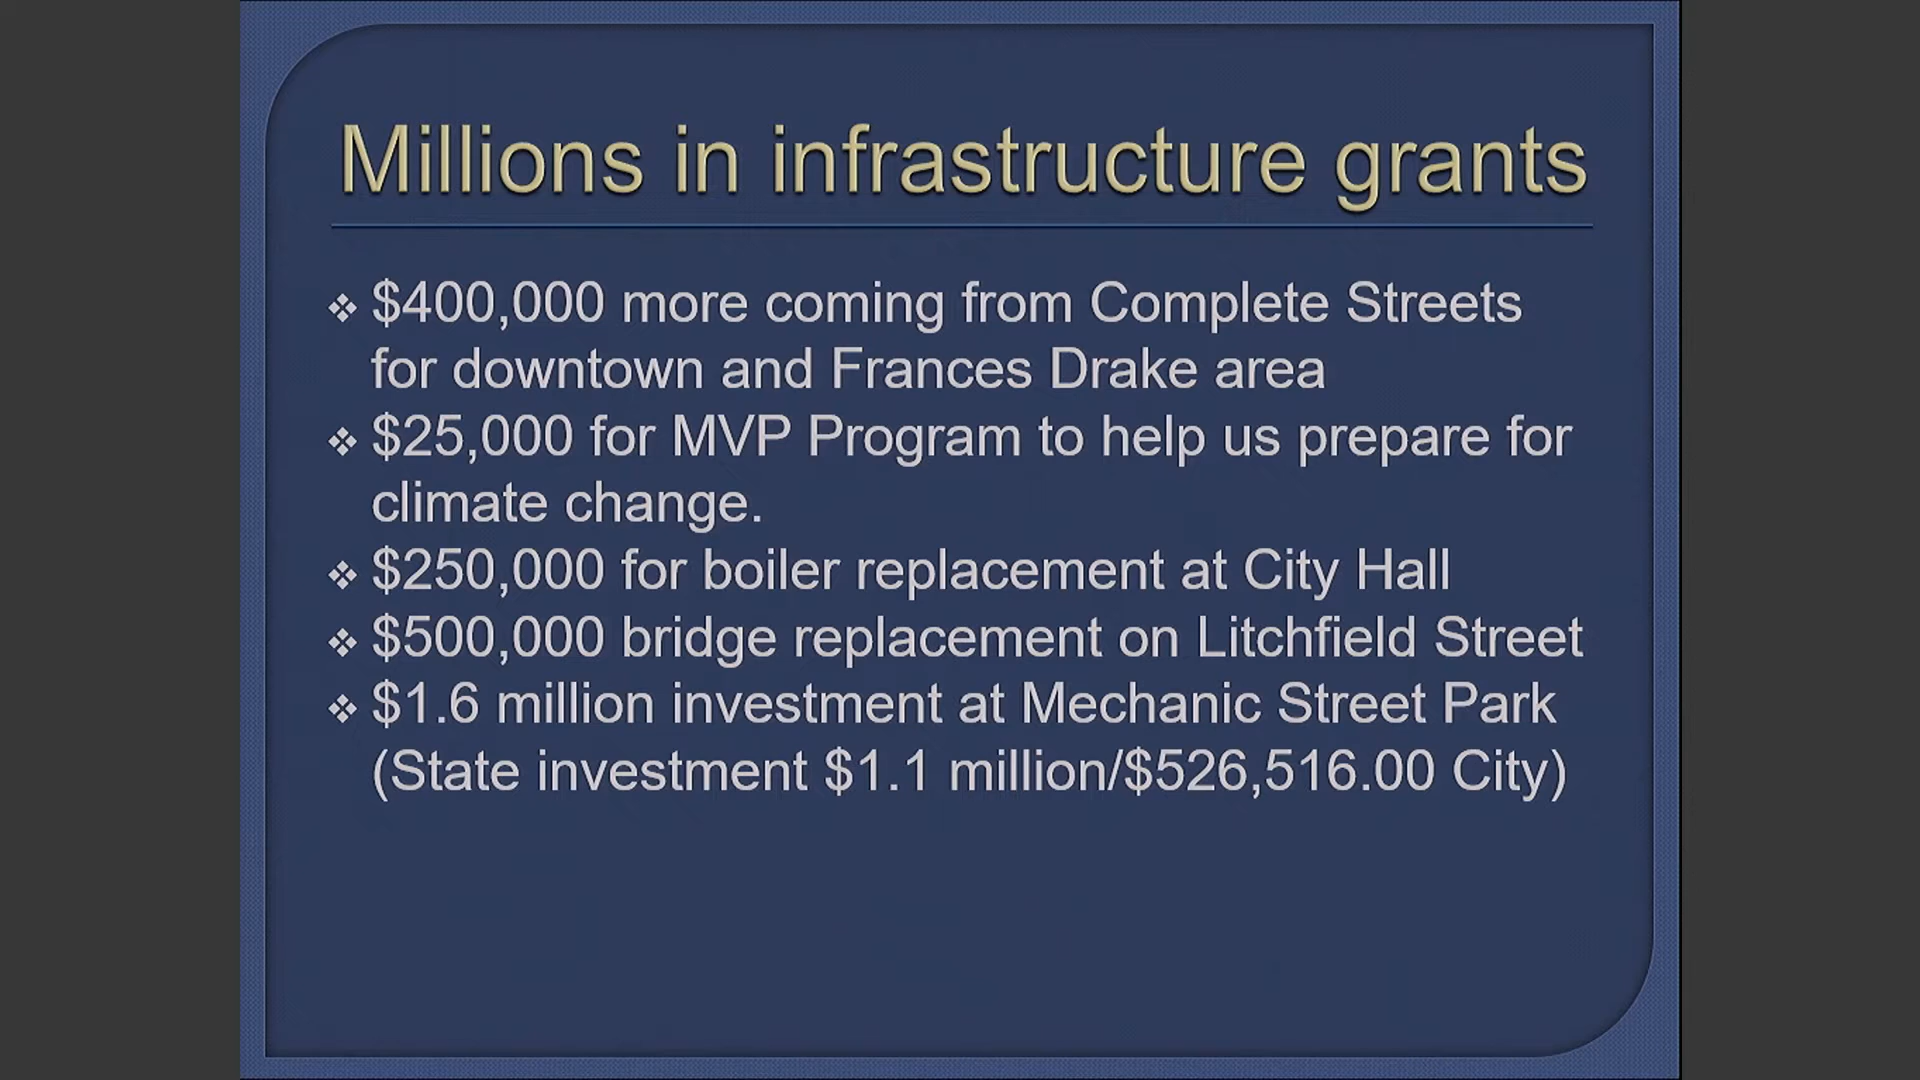 Millions in infrastructure grants
❖ $400,000 more coming from Complete Streets
for downtown and Frances Drake area
❖ $25,000 for MVP Program to help us prepare for
climate change.
❖ $250,000 for boiler replacement at City Hall
❖ $500,000 bridge replacement on Litchfield Street
❖ $1.6 million investment at Mechanic Street Park
(State investment $1.1 million/$526,516.00 City)